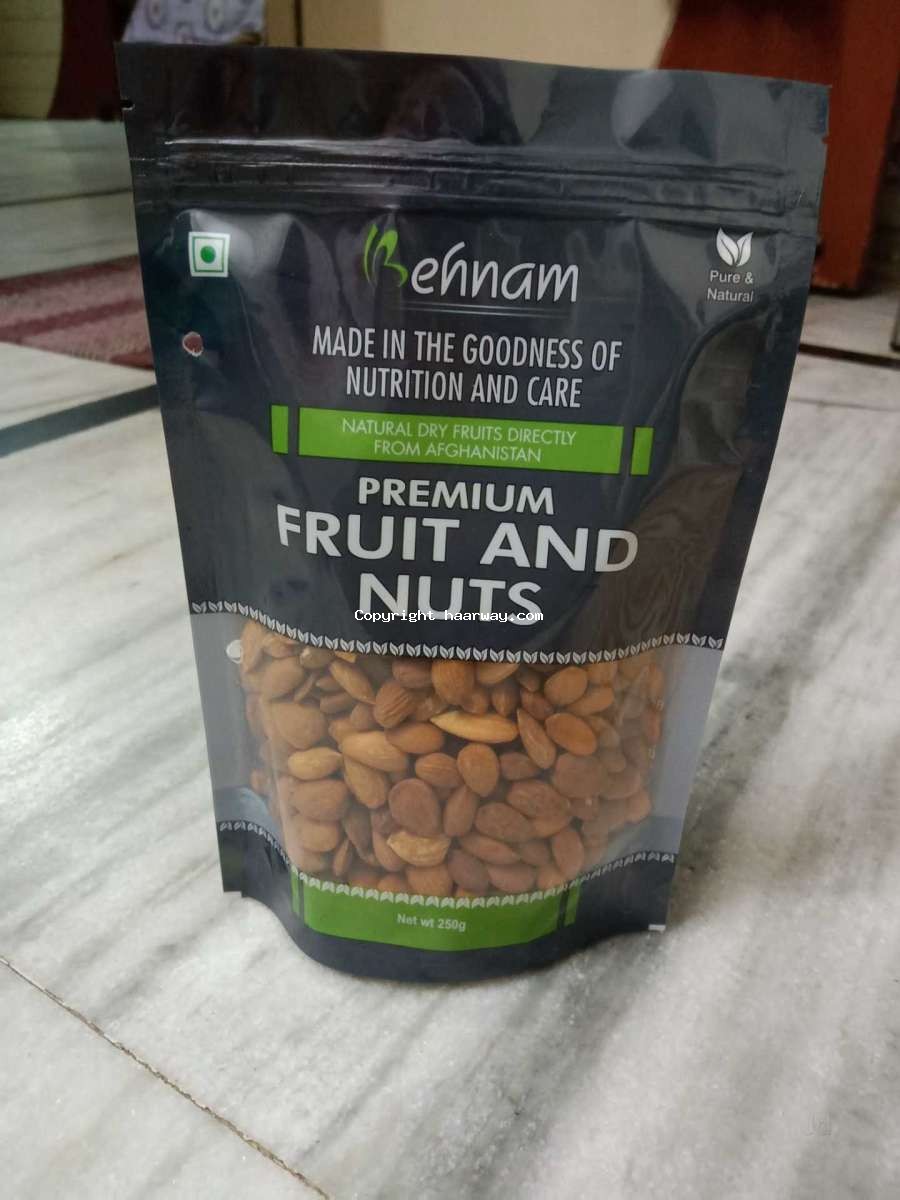 Behnam
Pure &
Natural
MADE IN THE GOODNESS OF
NUTRITION AND CARE
NATURAL DRY FRUITS DIRECTLY
FROM AFGHANISTAN
PREMIUM
FRUIT AND
NUTS
Copyright haarway.com
Net wt 250g
Jd